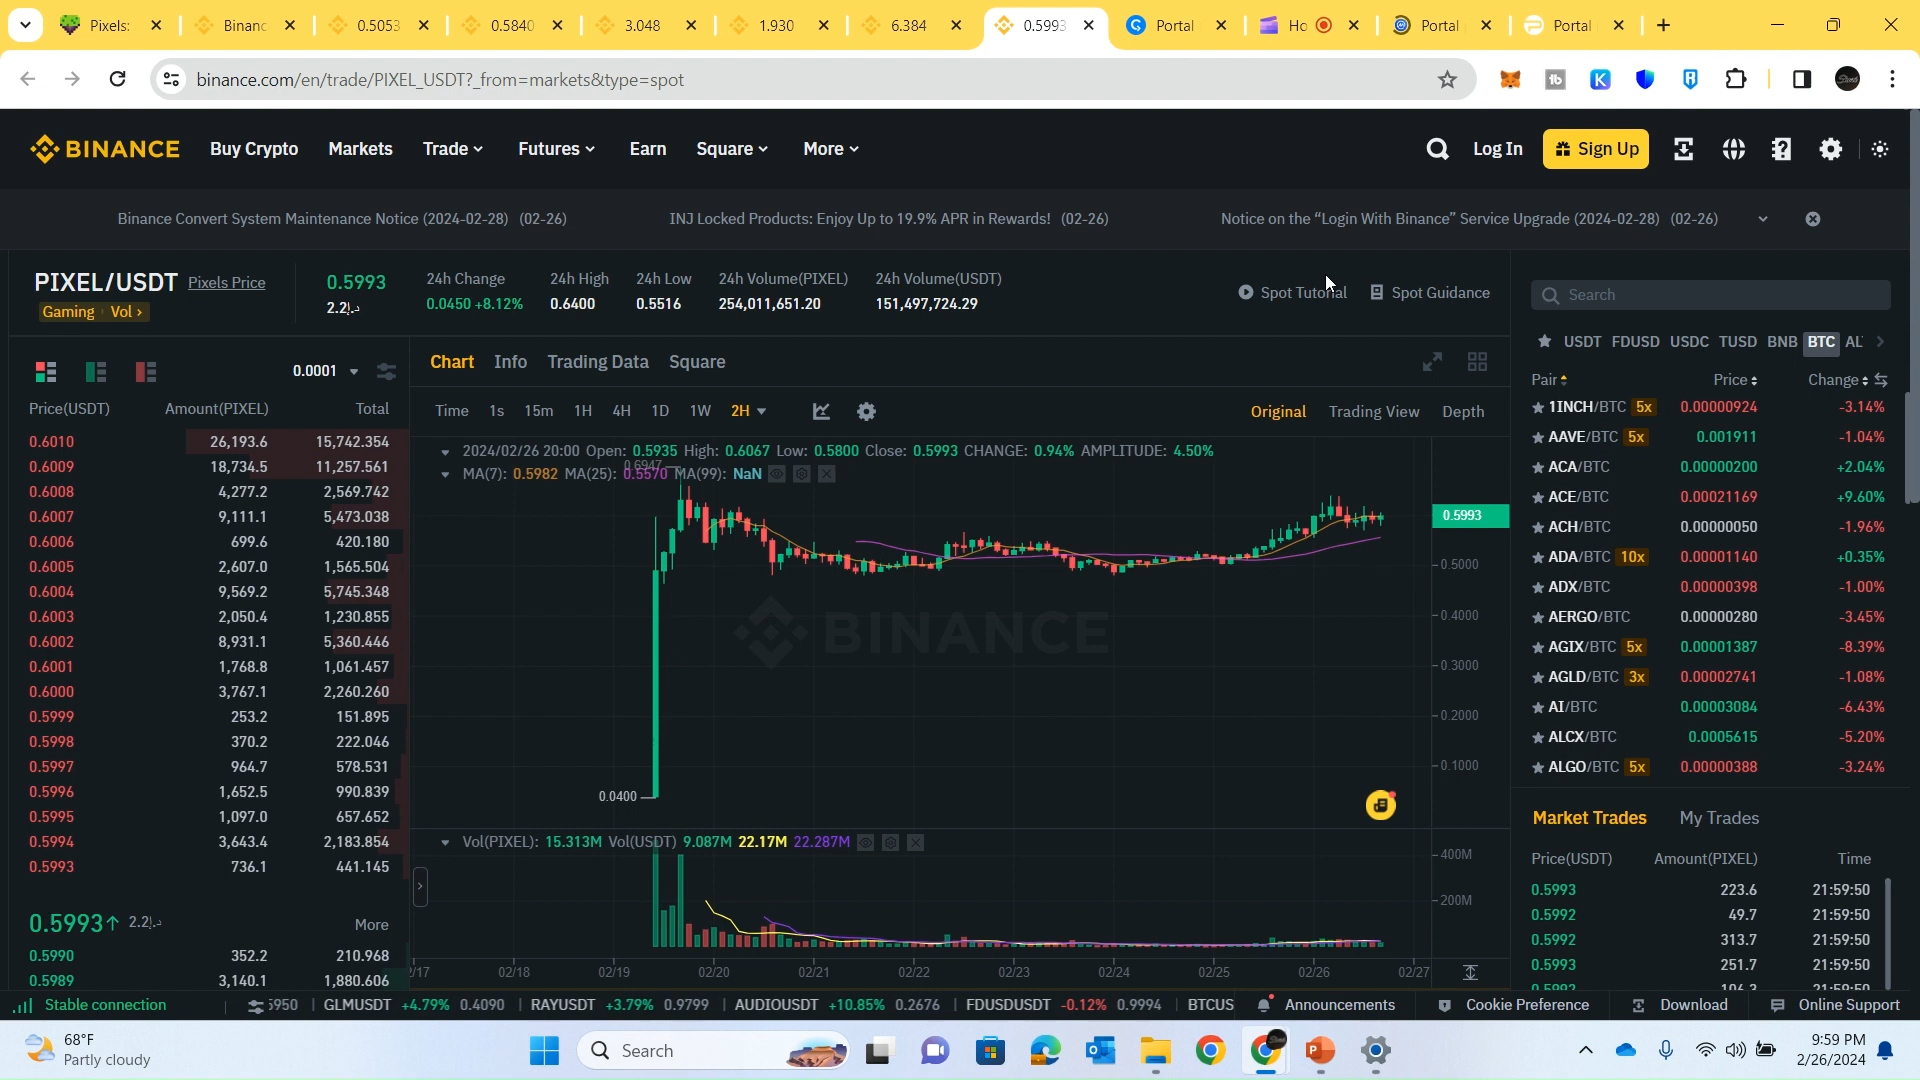 Pixels:
Binanc
0.5053
0.5840
3.048
1.930
6.384
0.5993
Portal
Ho
Portal
Portal
binance.com/en/trade/PIXEL_USDT?_from=markets&type=spot
BINANCE
Buy Crypto
Markets
Trade
Futures
Earn
Square
More
Log In
Sign Up
Binance Convert System Maintenance Notice (2024-02-28) (02-26)
INJ Locked Products: Enjoy Up to 19.9% APR in Rewards! (02-26)
Notice on the “Login With Binance” Service Upgrade (2024-02-28) (02-26)
PIXEL/USDT Pixels Price
Gaming Vol
0.5993
24h Change
0.0450 +8.12%
24h High
0.6400
24h Low
0.5516
24h Volume(PIXEL)
254,011,651.20
24h Volume(USDT)
151,497,724.29
Spot Tutorial
Spot Guidance
0.0001
Price(USDT) Amount(PIXEL) Total
0.6010 26,193.6 15,742.354
0.6009 18,734.5 11,257.561
0.6008 4,277.2 2,569.742
0.6007 9,111.1 5,473.038
0.6006 699.6 420.180
0.6005 2,607.0 1,565.504
0.6004 9,569.2 5,745.348
0.6003 2,050.4 1,230.855
0.6002 8,931.1 5,360.446
0.6001 1,768.8 1,061.457
0.6000 3,767.1 2,260.260
0.5999 253.2 151.895
0.5998 370.2 222.046
0.5997 964.7 578.531
0.5996 1,652.5 990.839
0.5995 1,097.0 657.652
0.5994 3,643.4 2,183.854
0.5993 736.1 441.145
0.5993↑ More
0.5990 352.2 210.968
0.5989 3,140.1 1,880.606
Chart Info Trading Data Square
Time 1s 15m 1H 4H 1D 1W 2H
Original Trading View Depth
2024/02/26 20:00 Open: 0.5935 High: 0.6067 Low: 0.5800 Close: 0.5993 CHANGE: 0.94% AMPLITUDE: 4.50%
MA(7): 0.5982 MA(25): 0.5570 MA(99): NaN
0.6947
0.5993
0.5000
0.4000
0.3000
0.2000
0.1000
BINANCE
0.0400
Vol(PIXEL): 15.313M Vol(USDT) 9.087M 22.17M 22.287M
400M
200M
/17 02/18 02/19 02/20 02/21 02/22 02/23 02/24 02/25 02/26 02/27
Search
USDT FDUSD USDC TUSD BNB BTC AL
Pair Price Change
1INCH/BTC 5x 0.00000924 -3.14%
AAVE/BTC 5x 0.001911 -1.04%
ACA/BTC 0.00000200 +2.04%
ACE/BTC 0.00021169 +9.60%
ACH/BTC 0.00000050 -1.96%
ADA/BTC 10x 0.00001140 +0.35%
ADX/BTC 0.00000398 -1.00%
AERGO/BTC 0.00000280 -3.45%
AGIX/BTC 5x 0.00001387 -8.39%
AGLD/BTC 3x 0.00002741 -1.08%
AI/BTC 0.00003084 -6.43%
ALCX/BTC 0.0005615 -5.20%
ALGO/BTC 5x 0.00000388 -3.24%
Market Trades My Trades
Price(USDT) Amount(PIXEL) Time
0.5993 223.6 21:59:50
0.5992 49.7 21:59:50
0.5992 313.7 21:59:50
0.5993 251.7 21:59:50
Stable connection
5950
GLMUSDT +4.79% 0.4090
RAYUSDT +3.79% 0.9799
AUDIOUSDT +10.85% 0.2676
FDUSDUSDT -0.12% 0.9994
BTCUS
Announcements
Cookie Preference
Download
Online Support
68°F
Partly cloudy
Search
9:59 PM
2/26/2024